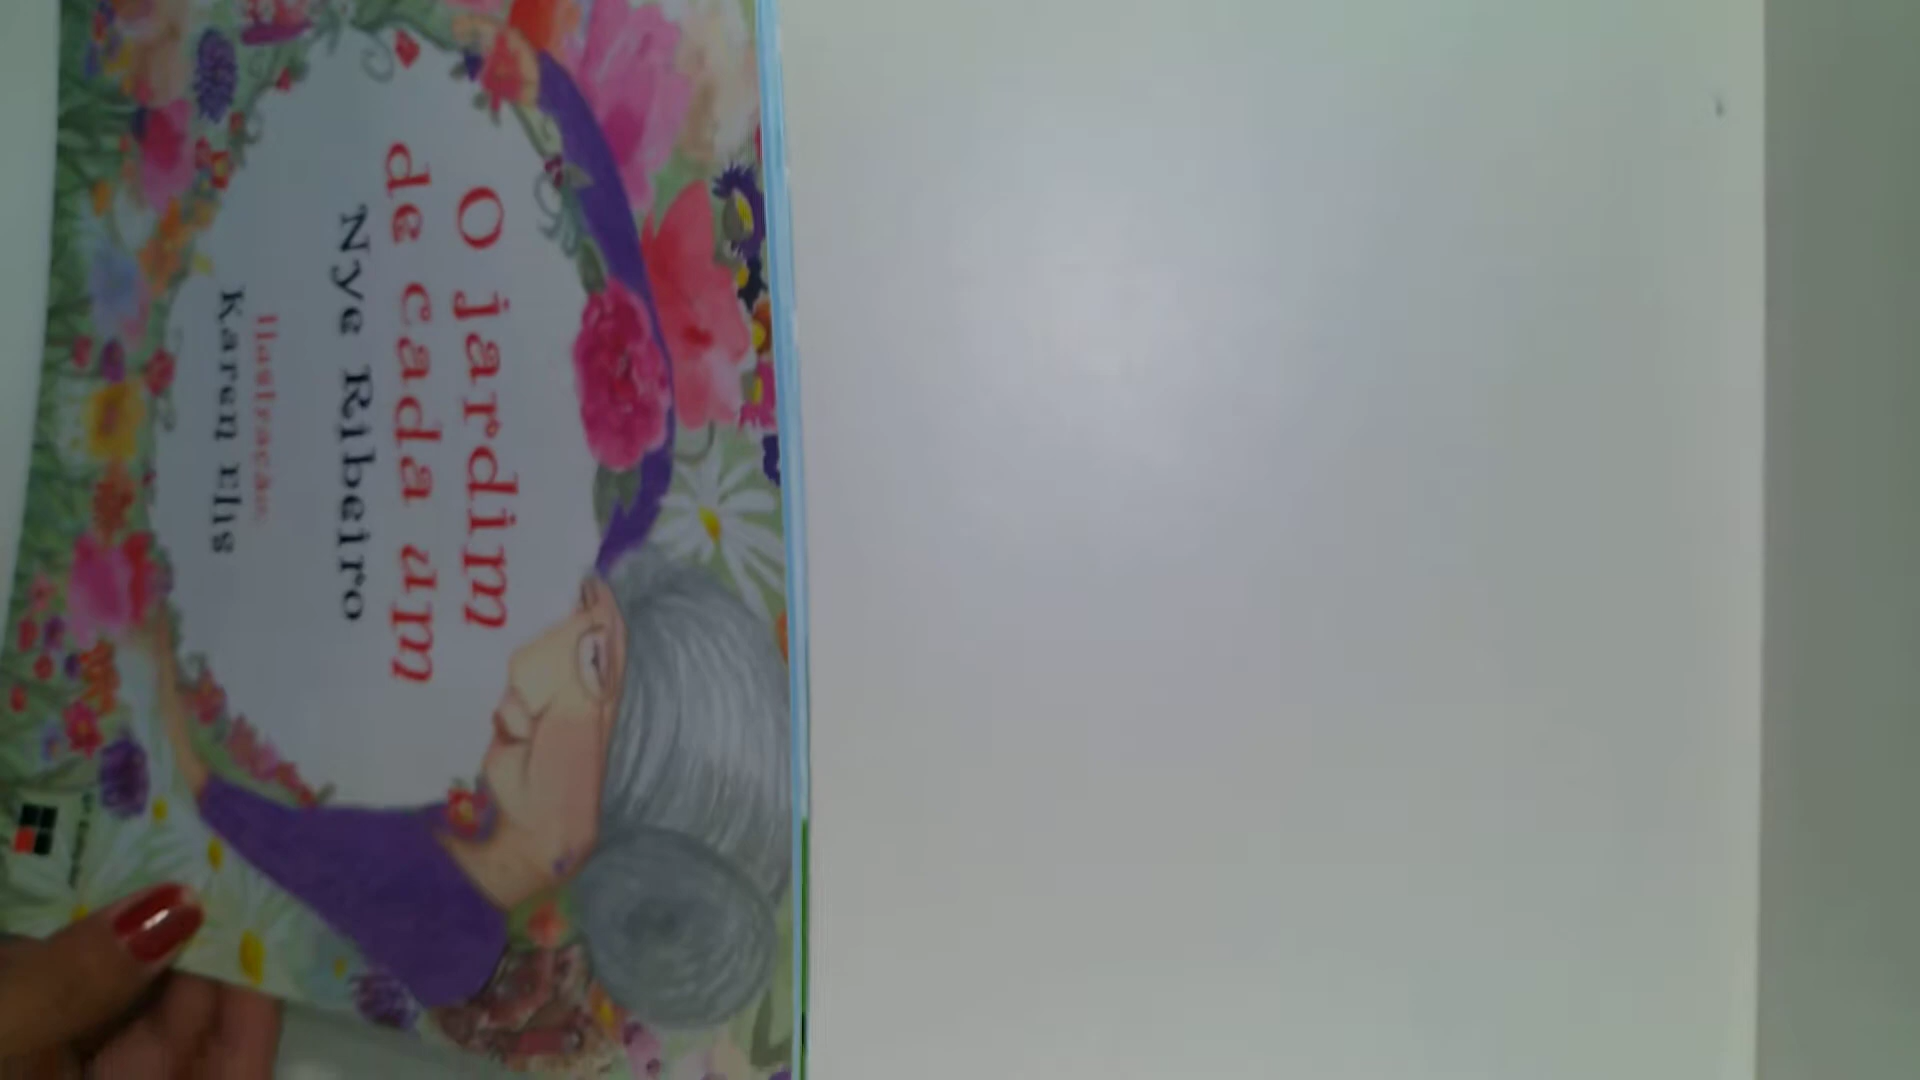 O jardim
de cada um
Nye Ribeiro
Ilustração:
Karen Elis